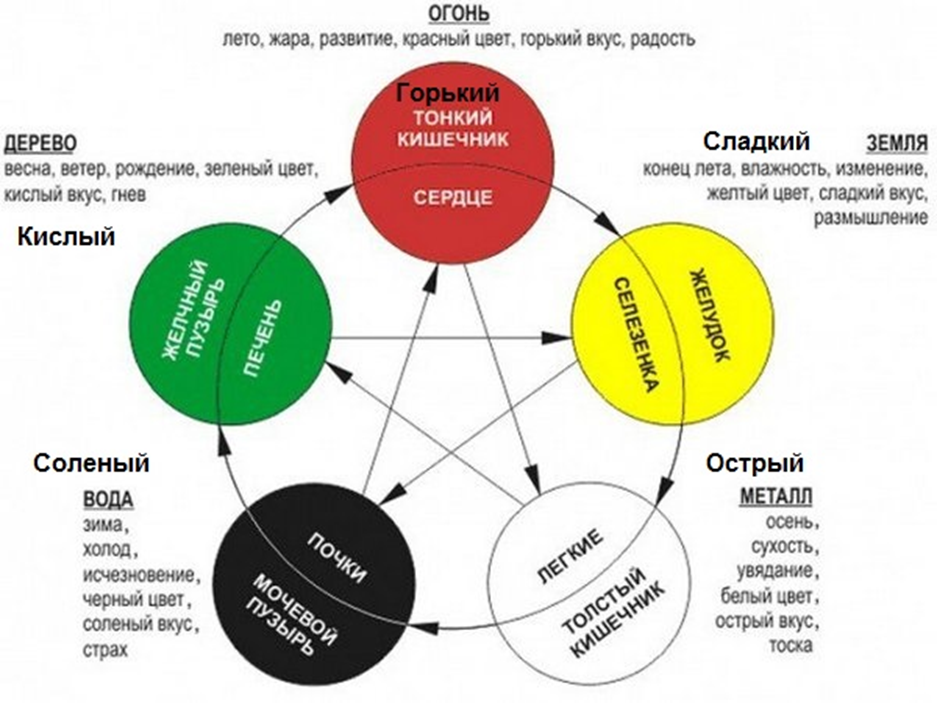 ОГОНЬ
лето, жара, развитие, красный цвет, горький вкус, радость
Горький
ТОНКИЙ
КИШЕЧНИК
СЕРДЦЕ
ДЕРЕВО
весна, ветер, рождение, зеленый цвет,
кислый вкус, гнев
Кислый
ЖЕЛЧНЫЙ
ПУЗЫРЬ
ПЕЧЕНЬ
Сладкий
ЗЕМЛЯ
конец лета, влажность, изменение,
желтый цвет, сладкий вкус,
размышление
СЕЛЕЗЕНКА
ЖЕЛУДОК
Соленый
ВОДА
зима,
холод,
исчезновение,
черный цвет,
соленый вкус,
страх
ПОЧКИ
МОЧЕВОЙ
ПУЗЫРЬ
Острый
МЕТАЛЛ
осень,
сухость,
увядание,
белый цвет,
острый вкус,
тоска
ЛЕГКИЕ
ТОЛСТЫЙ
КИШЕЧНИК